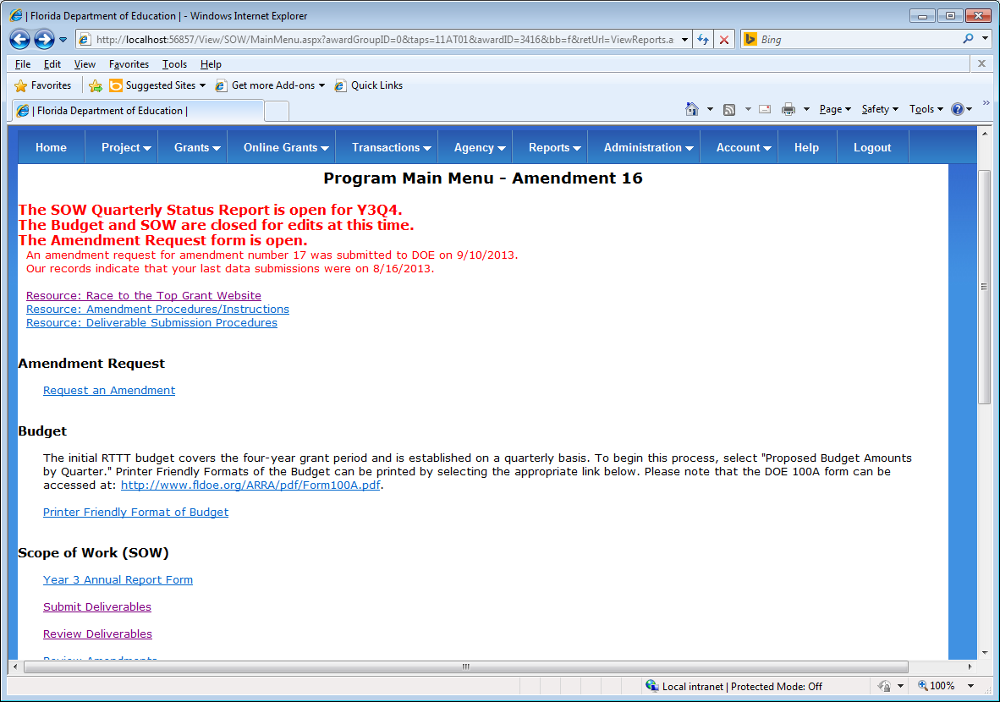 | Florida Department of Education | - Windows Internet Explorer
http://localhost:56857/View/SOW/MainMenu.aspx?awardGroupID=0&taps=11AT01&awardID=3416&bb=f&retUrl=ViewReports.a
Bing
File Edit View Favorites Tools Help
Favorites Suggested Sites Get more Add-ons Quick Links
| Florida Department of Education |
Page Safety Tools
Home Project Grants Online Grants Transactions Agency Reports Administration Account Help Logout
Program Main Menu - Amendment 16
The SOW Quarterly Status Report is open for Y3Q4.
The Budget and SOW are closed for edits at this time.
The Amendment Request form is open.
An amendment request for amendment number 17 was submitted to DOE on 9/10/2013.
Our records indicate that your last data submissions were on 8/16/2013.
Resource: Race to the Top Grant Website
Resource: Amendment Procedures/Instructions
Resource: Deliverable Submission Procedures
Amendment Request
Request an Amendment
Budget
The initial RTTT budget covers the four-year grant period and is established on a quarterly basis. To begin this process, select "Proposed Budget Amounts
by Quarter." Printer Friendly Formats of the Budget can be printed by selecting the appropriate link below. Please note that the DOE 100A form can be
accessed at: http://www.fldoe.org/ARRA/pdf/Form100A.pdf.
Printer Friendly Format of Budget
Scope of Work (SOW)
Year 3 Annual Report Form
Submit Deliverables
Review Deliverables
Review Amendments
Local intranet | Protected Mode: Off
100%